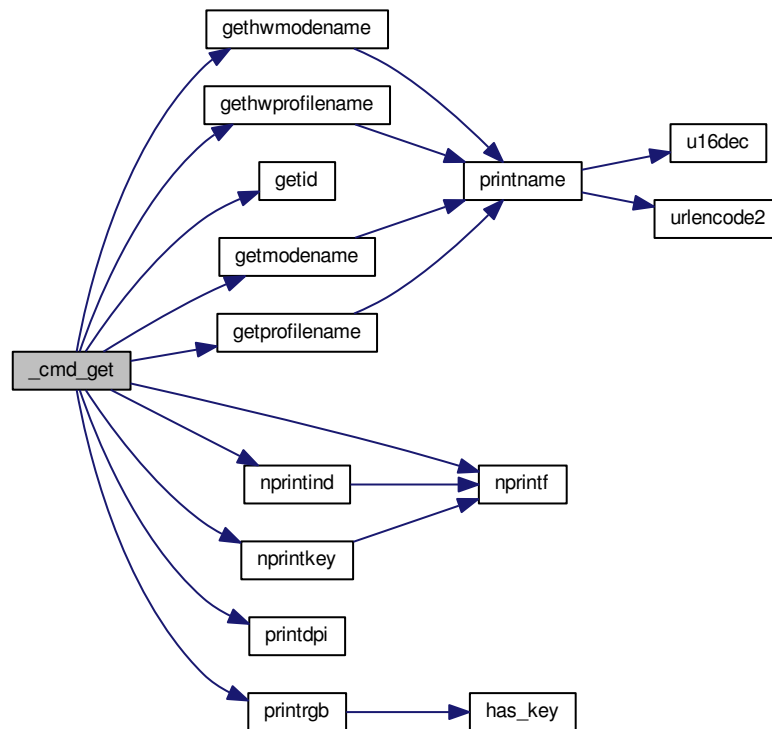 gethwmodename
gethwprofilename
u16dec
getid
printname
urlencode2
getmodename
getprofilename
_cmd_get
nprintind
nprintf
nprintkey
printdpi
printrgb
has_key